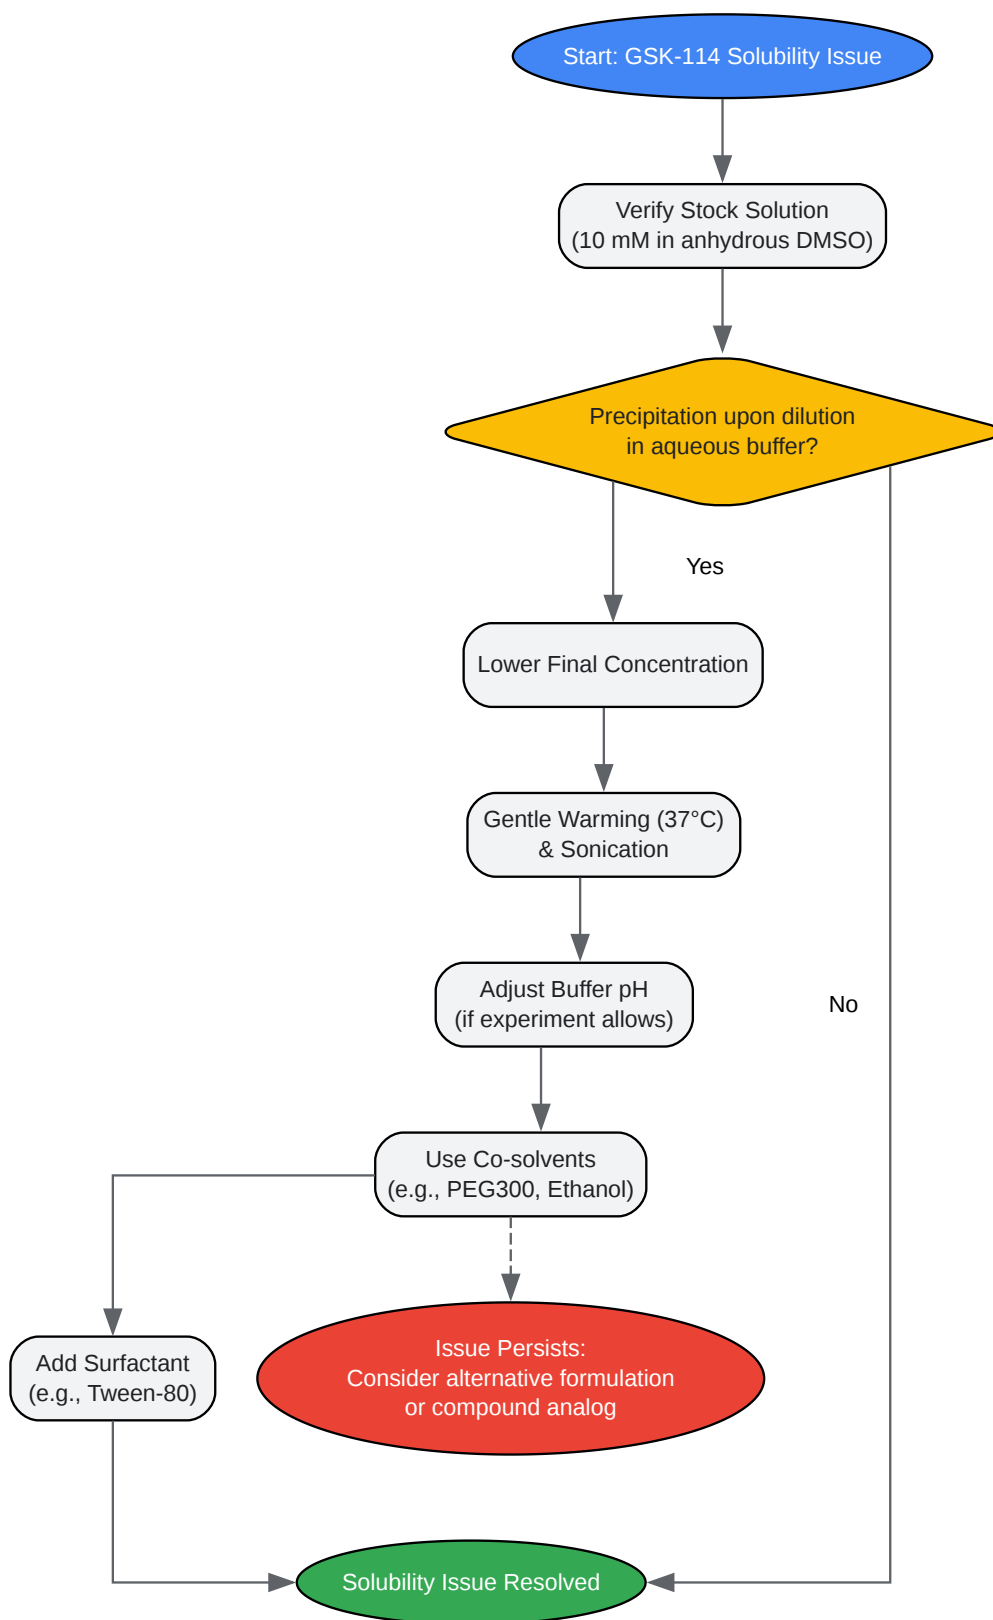 Start: GSK-114 Solubility Issue
Verify Stock Solution
(10 mM in anhydrous DMSO)
Precipitation upon dilution
in aqueous buffer?
Yes
Lower Final Concentration
Gentle Warming (37°C)
& Sonication
Adjust Buffer pH
(if experiment allows)
No
Use Co-solvents
(e.g., PEG300, Ethanol)
Add Surfactant
(e.g., Tween-80)
Issue Persists:
Consider alternative formulation
or compound analog
Solubility Issue Resolved